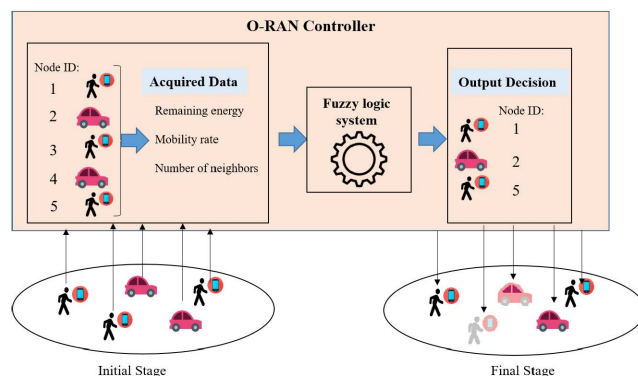 O-RAN Controller
Node ID:
1
2
3
4
5
Acquired Data
Remaining energy
Mobility rate
Number of neighbors
Fuzzy logic
system
Output Decision
Node ID:
1
2
5
Initial Stage
Final Stage